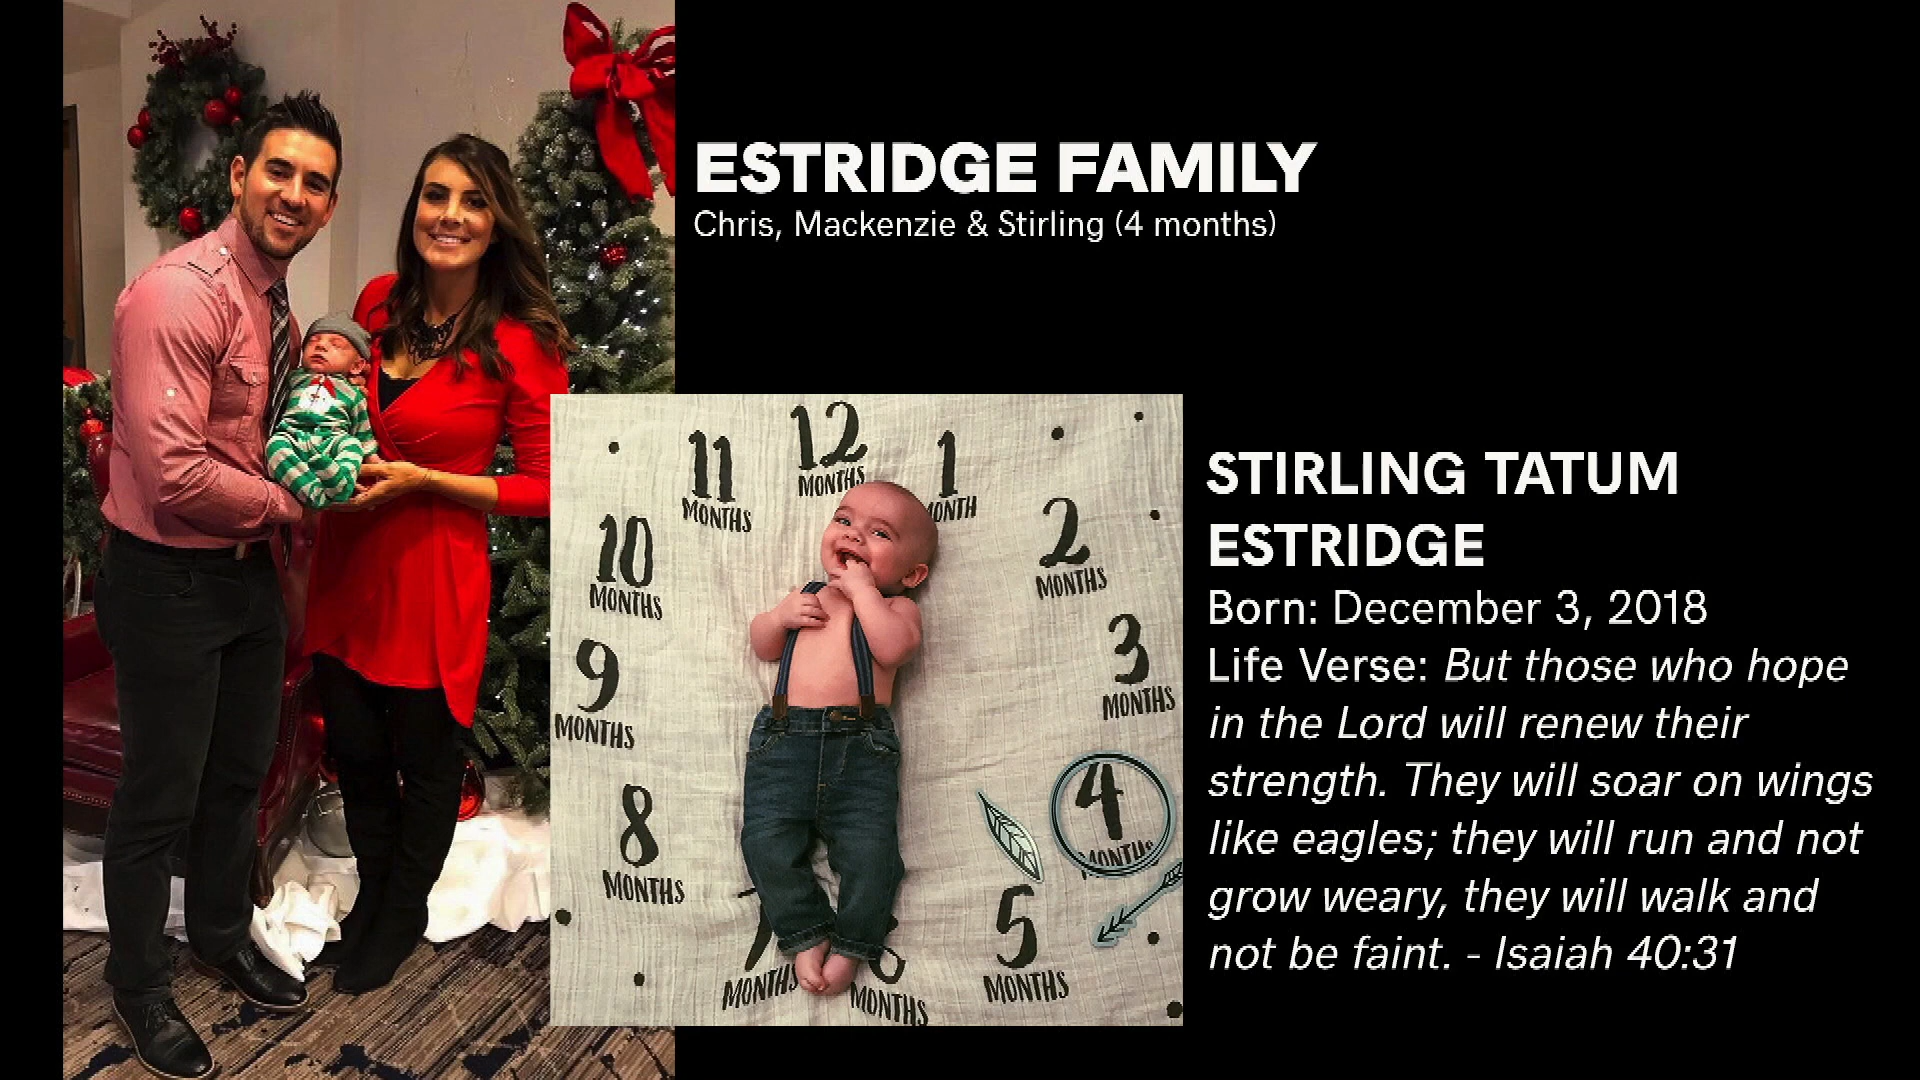 ESTRIDGE FAMILY
Chris, Mackenzie & Stirling (4 months)
12
MONTHS
11
MONTHS
1
MONTH
10
MONTHS
2
MONTHS
9
MONTHS
3
MONTHS
8
MONTHS
4
MONTHS
7
MONTHS
6
MONTHS
5
MONTHS
STIRLING TATUM
ESTRIDGE
Born: December 3, 2018
Life Verse: But those who hope
in the Lord will renew their
strength. They will soar on wings
like eagles; they will run and not
grow weary, they will walk and
not be faint. - Isaiah 40:31